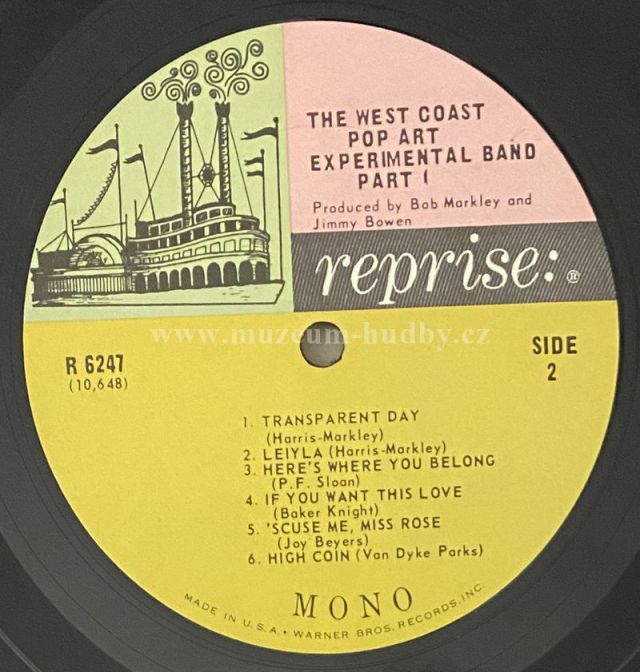 THE WEST COAST
POP ART
EXPERIMENTAL BAND
PART 1
Produced by Bob Markley and
Jimmy Bowen
reprise:®
www.muzeum-hudby.cz
R 6247
(10,648)
SIDE
2
1. TRANSPARENT DAY
(Harris-Markley)
2. LEIYLA (Harris-Markley)
3. HERE'S WHERE YOU BELONG
(P.F. Sloan)
4. IF YOU WANT THIS LOVE
(Baker Knight)
5. 'SCUSE ME, MISS ROSE
(Joy Beyers)
6. HIGH COIN (Van Dyke Parks)
MONO
MADE IN U.S.A. • WARNER BROS. RECORDS, INC.